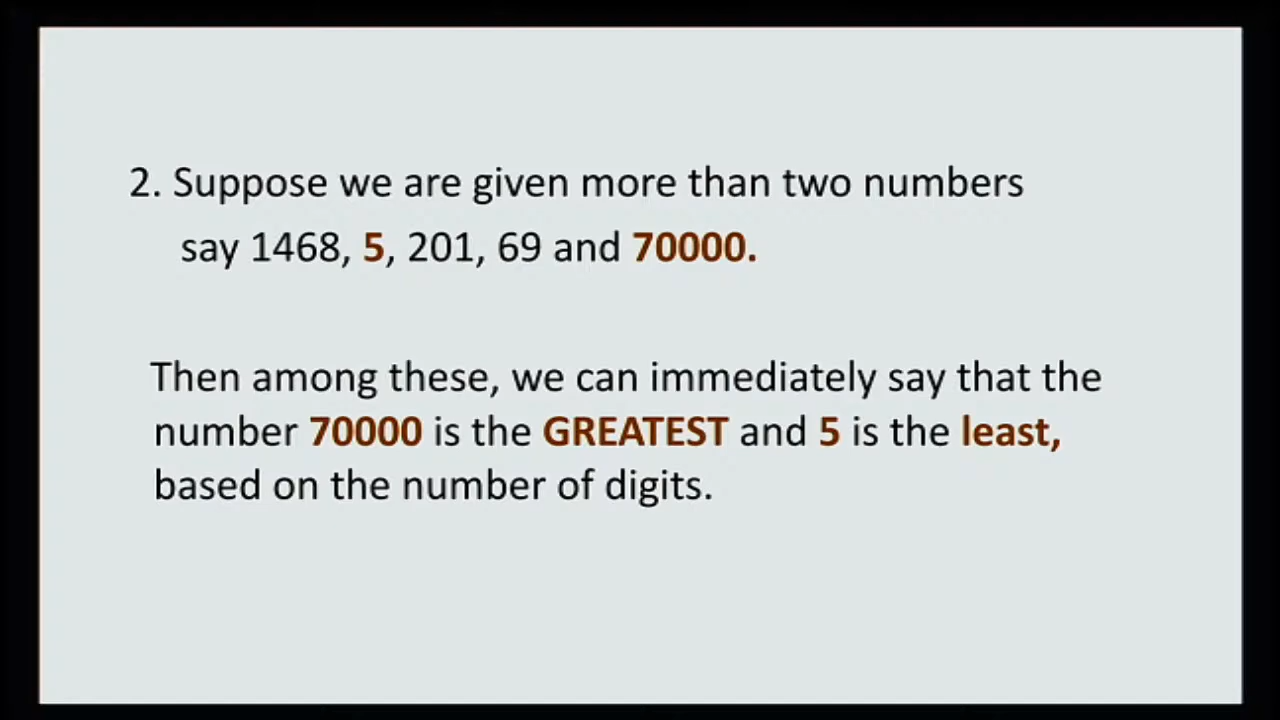 2. Suppose we are given more than two numbers
say 1468, 5, 201, 69 and 70000.
Then among these, we can immediately say that the
number 70000 is the GREATEST and 5 is the least,
based on the number of digits.